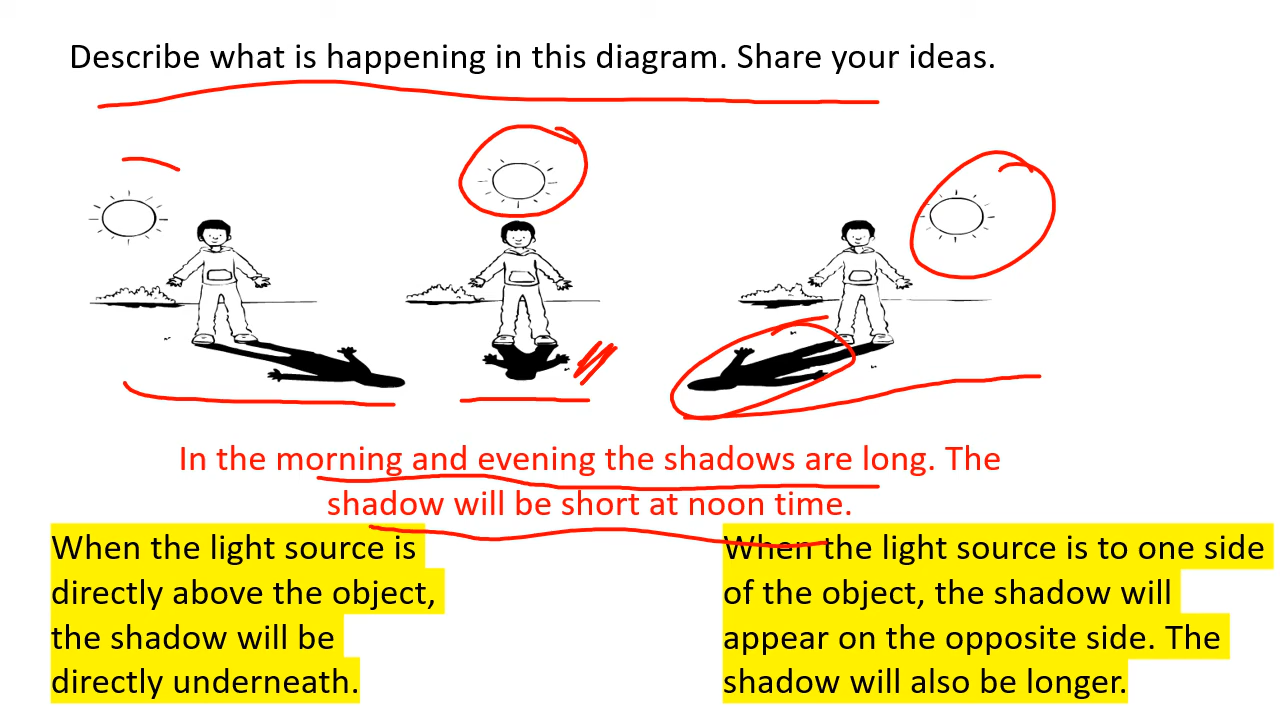 Describe what is happening in this diagram. Share your ideas.
In the morning and evening the shadows are long. The
shadow will be short at noon time.
When the light source is
directly above the object,
the shadow will be
directly underneath.
When the light source is to one side
of the object, the shadow will
appear on the opposite side. The
shadow will also be longer.